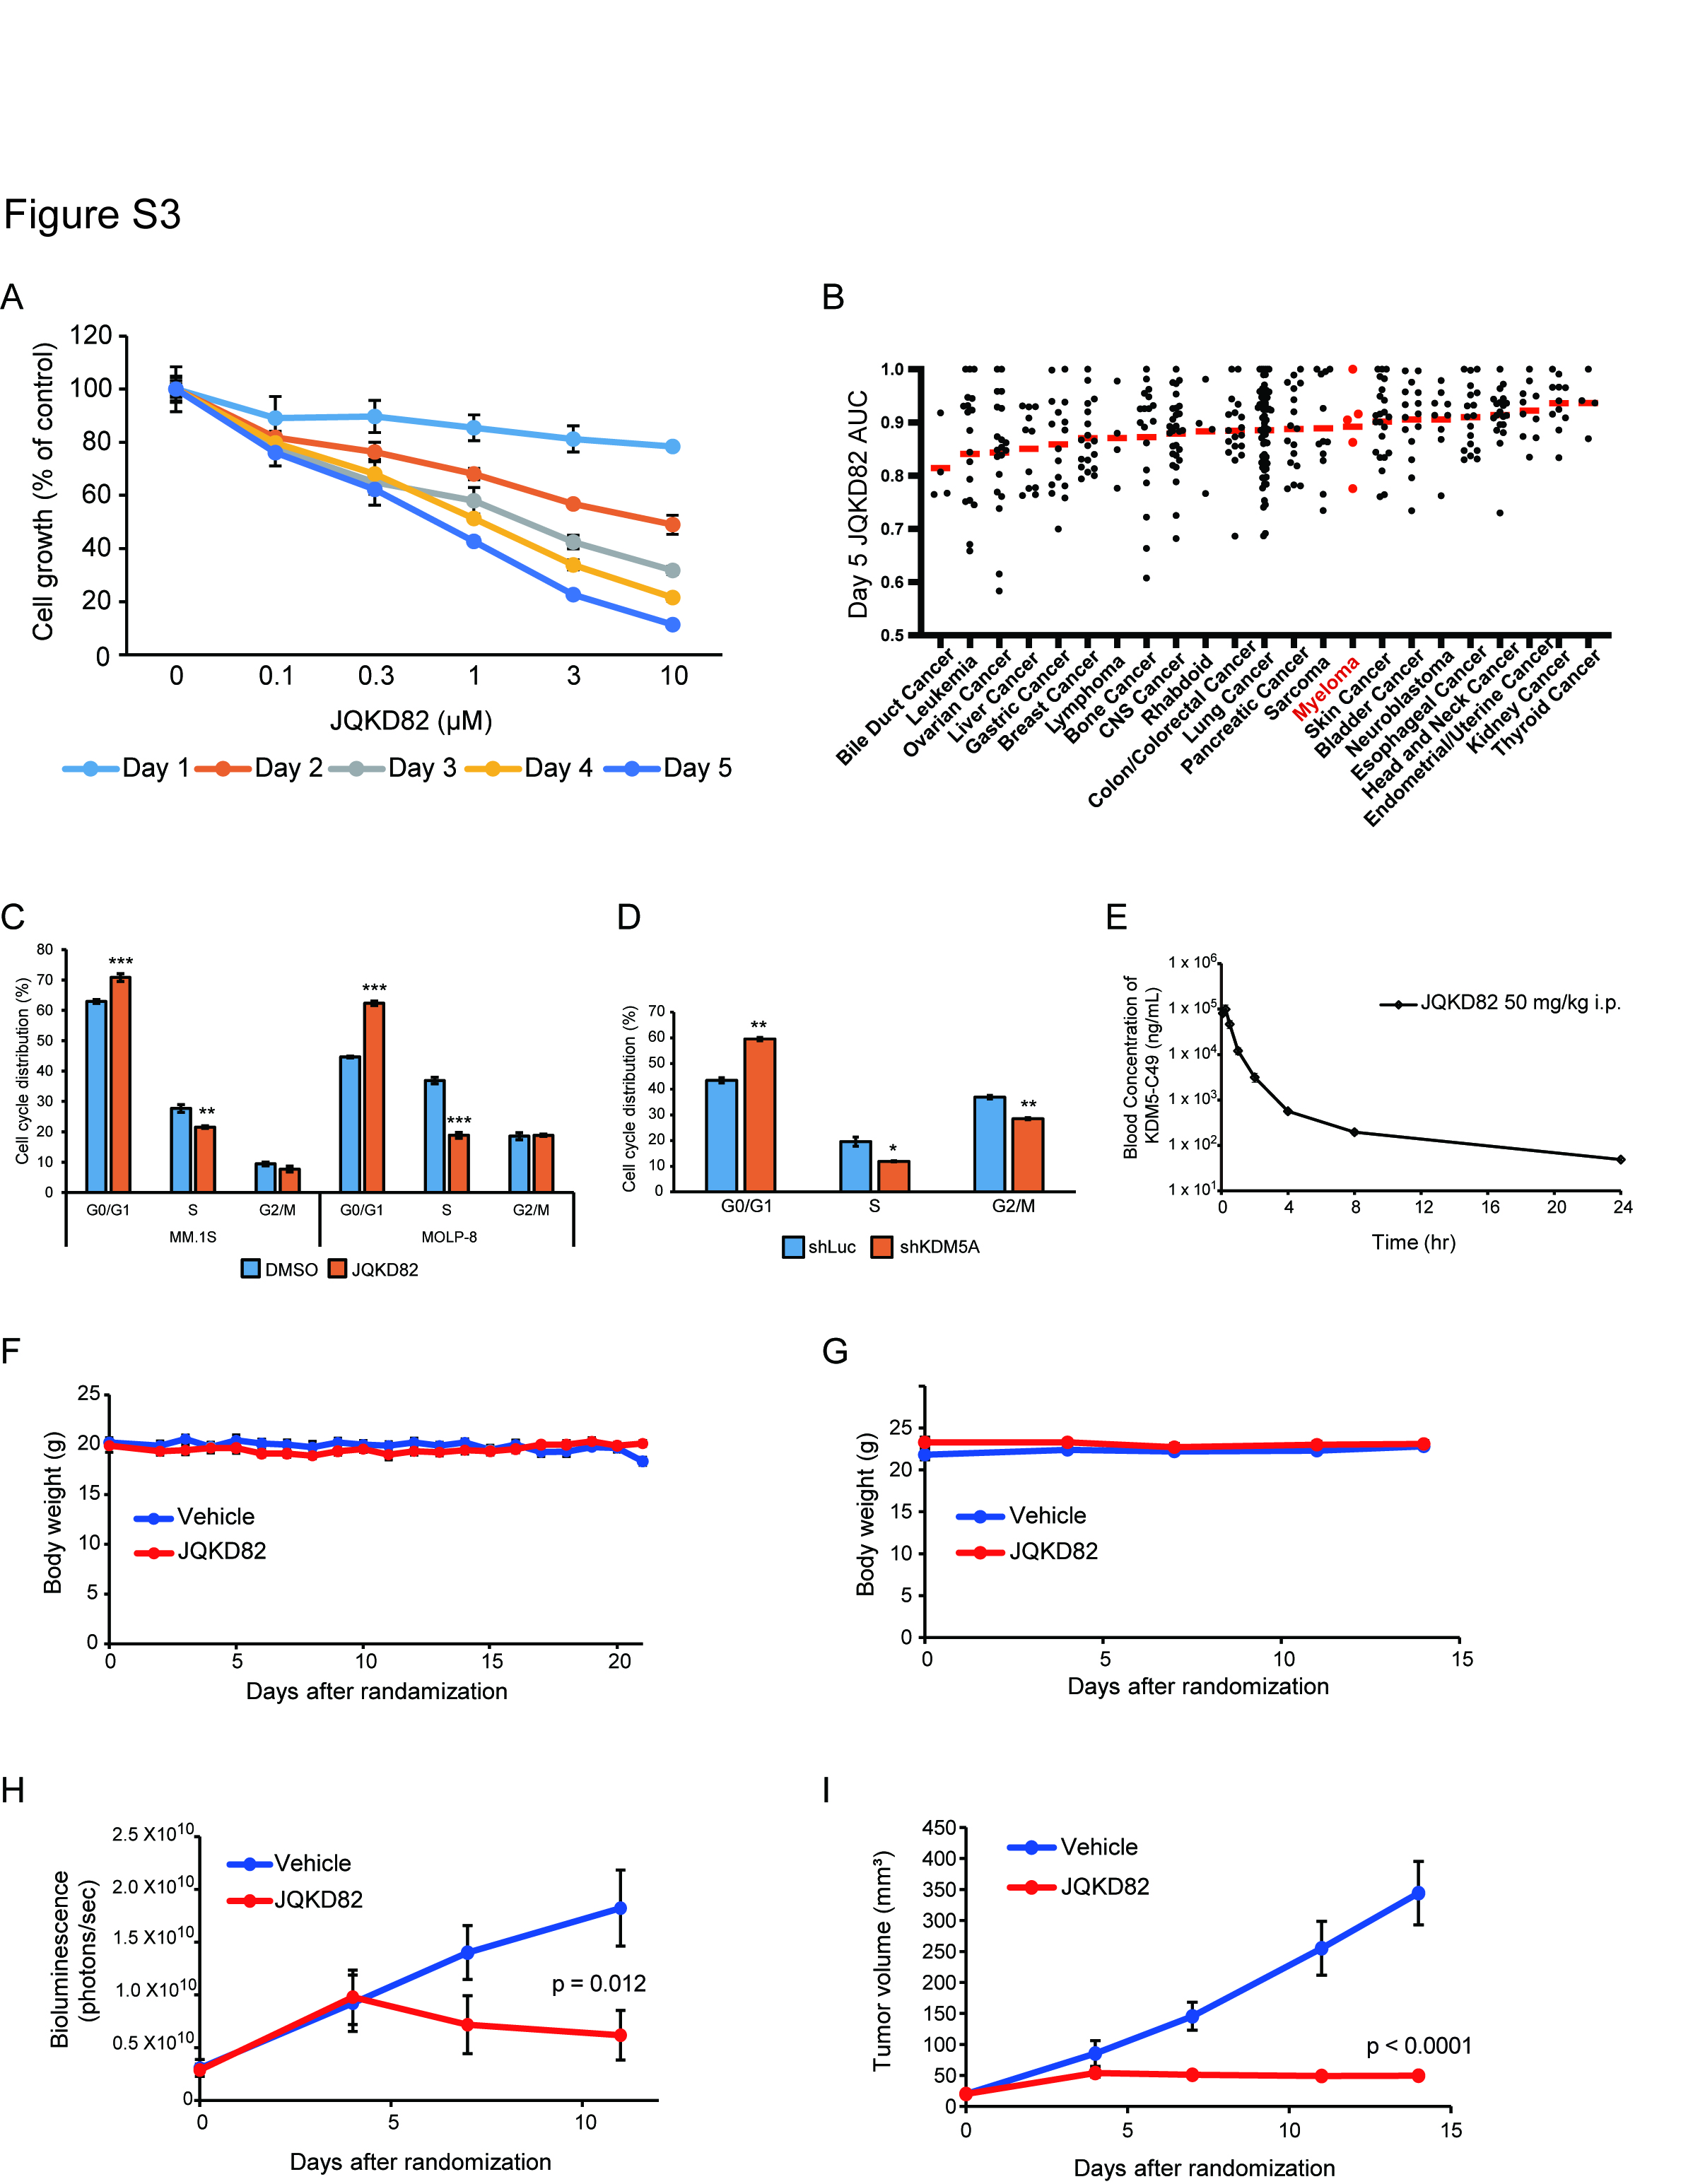 Figure S3
A
Cell growth (% of control)
120
100
80
60
40
20
0
0 0.1 0.3 1 3 10
JQKD82 (µM)
Day 1 Day 2 Day 3 Day 4 Day 5
B
Day 5 JQKD82 AUC
1.0
0.9
0.8
0.7
0.6
0.5
Bile Duct Cancer
Leukemia
Ovarian Cancer
Liver Cancer
Gastric Cancer
Breast Cancer
Lymphoma
Bone Cancer
CNS Cancer
Rhabdoid
Colon/Colorectal Cancer
Lung Cancer
Pancreatic Cancer
Sarcoma
Myeloma
Skin Cancer
Bladder Cancer
Neuroblastoma
Esophageal Cancer
Head and Neck Cancer
Endometrial/Uterine Cancer
Kidney Cancer
Thyroid Cancer
C
Cell cycle distribution (%)
80
70
60
50
40
30
20
10
0
*** ** *** ***
G0/G1 S G2/M G0/G1 S G2/M
MM.1S MOLP-8
DMSO JQKD82
D
Cell cycle distribution (%)
70
60
50
40
30
20
10
0
** * **
G0/G1 S G2/M
shLuc shKDM5A
E
Blood Concentration of
KDM5-C49 (ng/mL)
1 x 10⁶
1 x 10⁵
1 x 10⁴
1 x 10³
1 x 10²
1 x 10¹
JQKD82 50 mg/kg i.p.
0 4 8 12 16 20 24
Time (hr)
F
Body weight (g)
25
20
15
10
5
0
Vehicle
JQKD82
0 5 10 15 20
Days after randamization
G
Body weight (g)
25
20
15
10
5
0
Vehicle
JQKD82
0 5 10 15
Days after randomization
H
Bioluminescence
(photons/sec)
2.5 X10¹⁰
2.0 X10¹⁰
1.5 X10¹⁰
1.0 X10¹⁰
0.5 X10¹⁰
0
Vehicle
JQKD82
p = 0.012
0 5 10
Days after randomization
I
Tumor volume (mm³)
450
400
350
300
250
200
150
100
50
0
Vehicle
JQKD82
p < 0.0001
0 5 10 15
Days after randomization